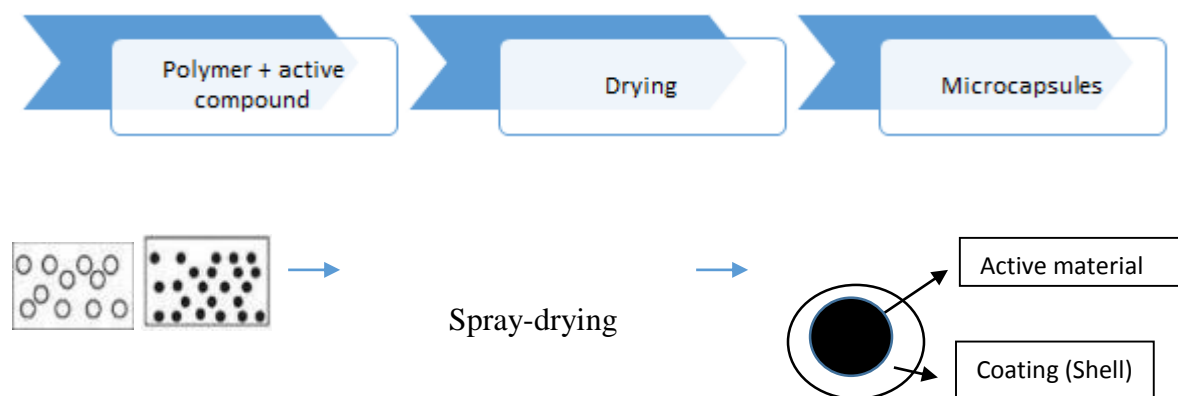 Polymer + active
compound
Drying
Microcapsules
Spray-drying
Active material
Coating (Shell)